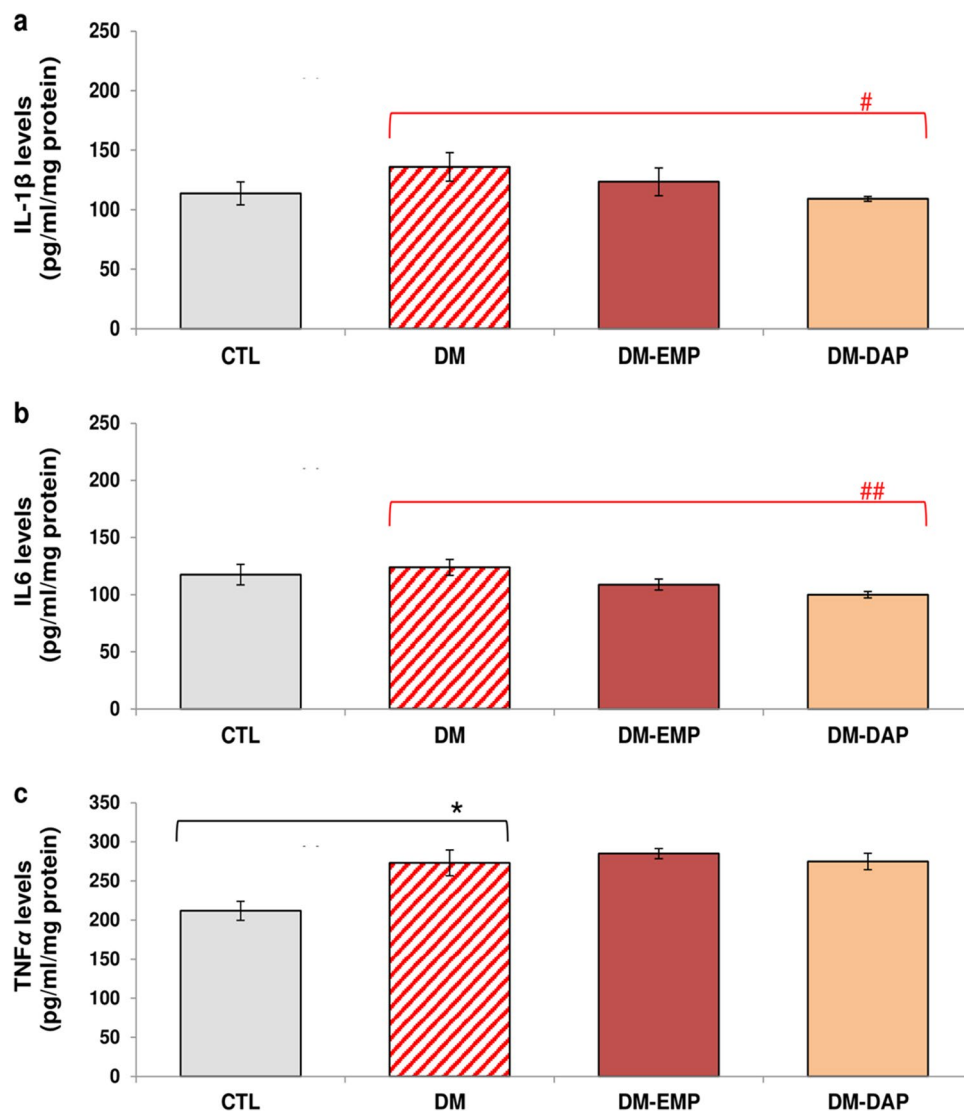 a
IL-1β levels
(pg/ml/mg protein)
250
200
150
100
50
0
#
CTL DM DM-EMP DM-DAP
b
IL6 levels
(pg/ml/mg protein)
250
200
150
100
50
0
##
CTL DM DM-EMP DM-DAP
c
TNFα levels
(pg/ml/mg protein)
350
300
250
200
150
100
50
0
*
CTL DM DM-EMP DM-DAP